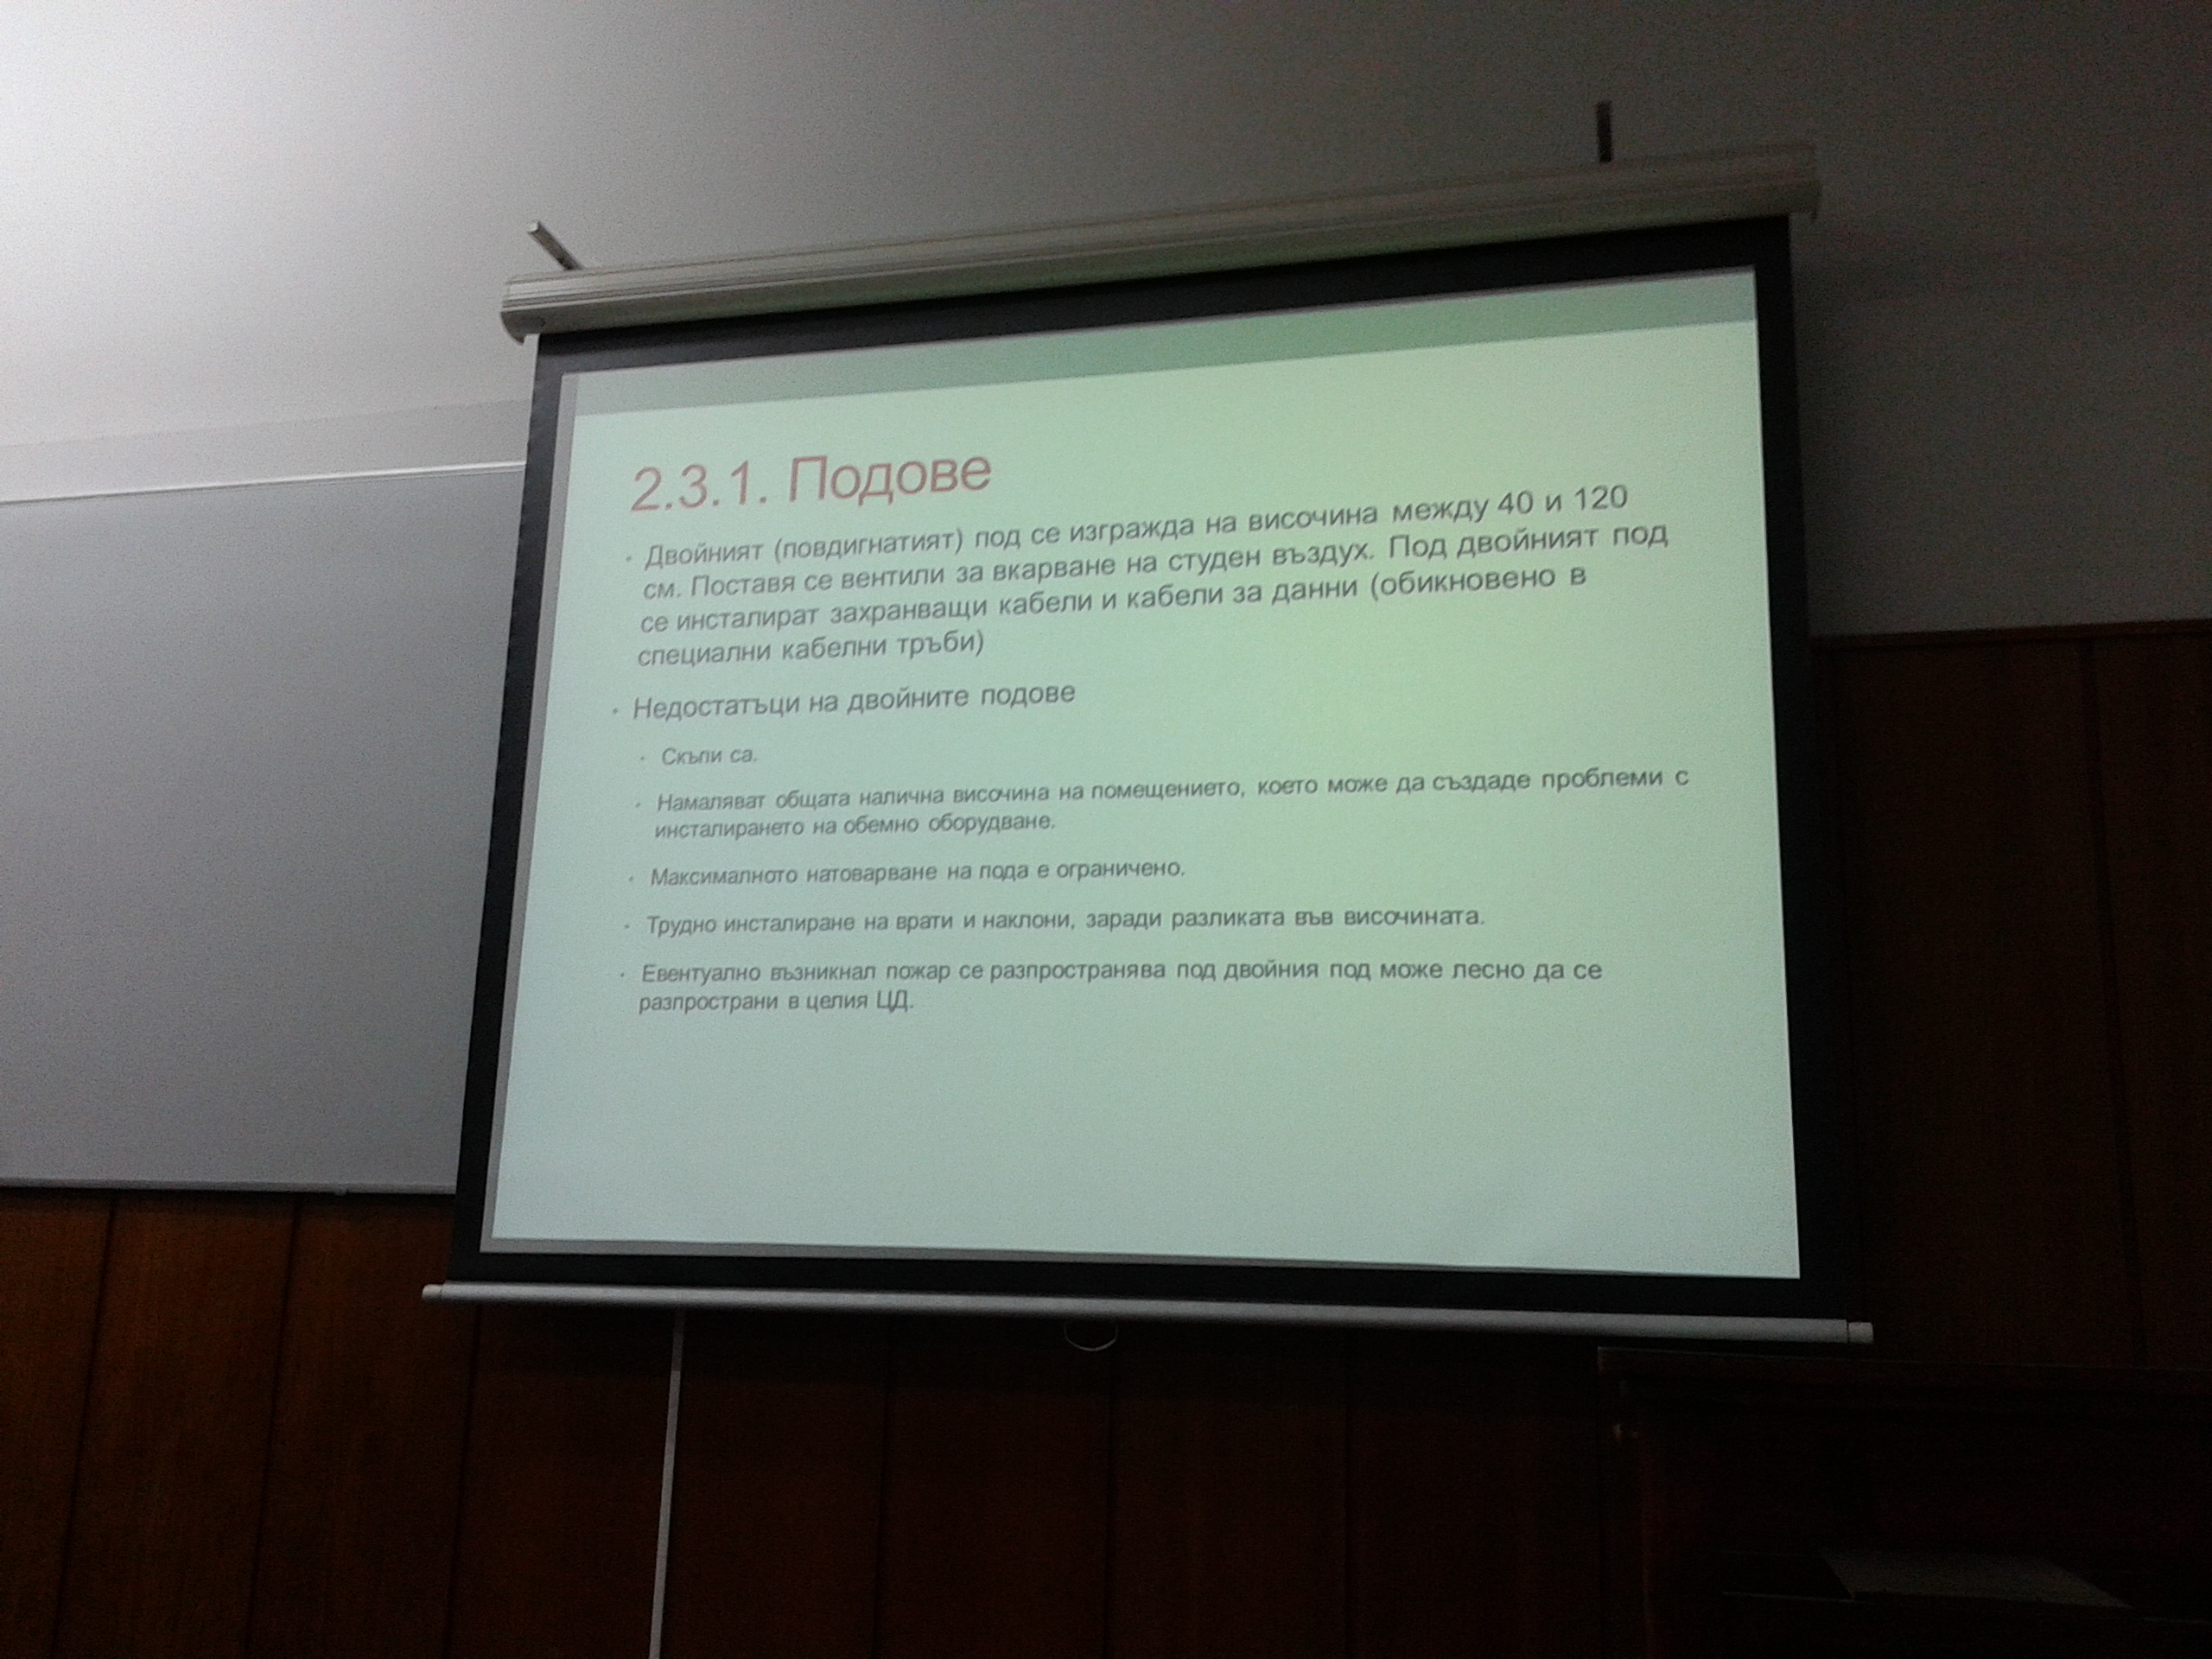 2.3.1. Подове
• Двойният (повдигнатият) под се изгражда на височина между 40 и 120
см. Поставя се вентили за вкарване на студен въздух. Под двойният под
се инсталират захранващи кабели и кабели за данни (обикновено в
специални кабелни тръби)
• Недостатъци на двойните подове
• Скъпи са.
• Намаляват общата налична височина на помещението, което може да създаде проблеми с
инсталирането на обемно оборудване.
• Максималното натоварване на пода е ограничено.
• Трудно инсталиране на врати и наклони, заради разликата във височината.
• Евентуално възникнал пожар се разпространява под двойния под може лесно да се
разпространи в целия ЦД.